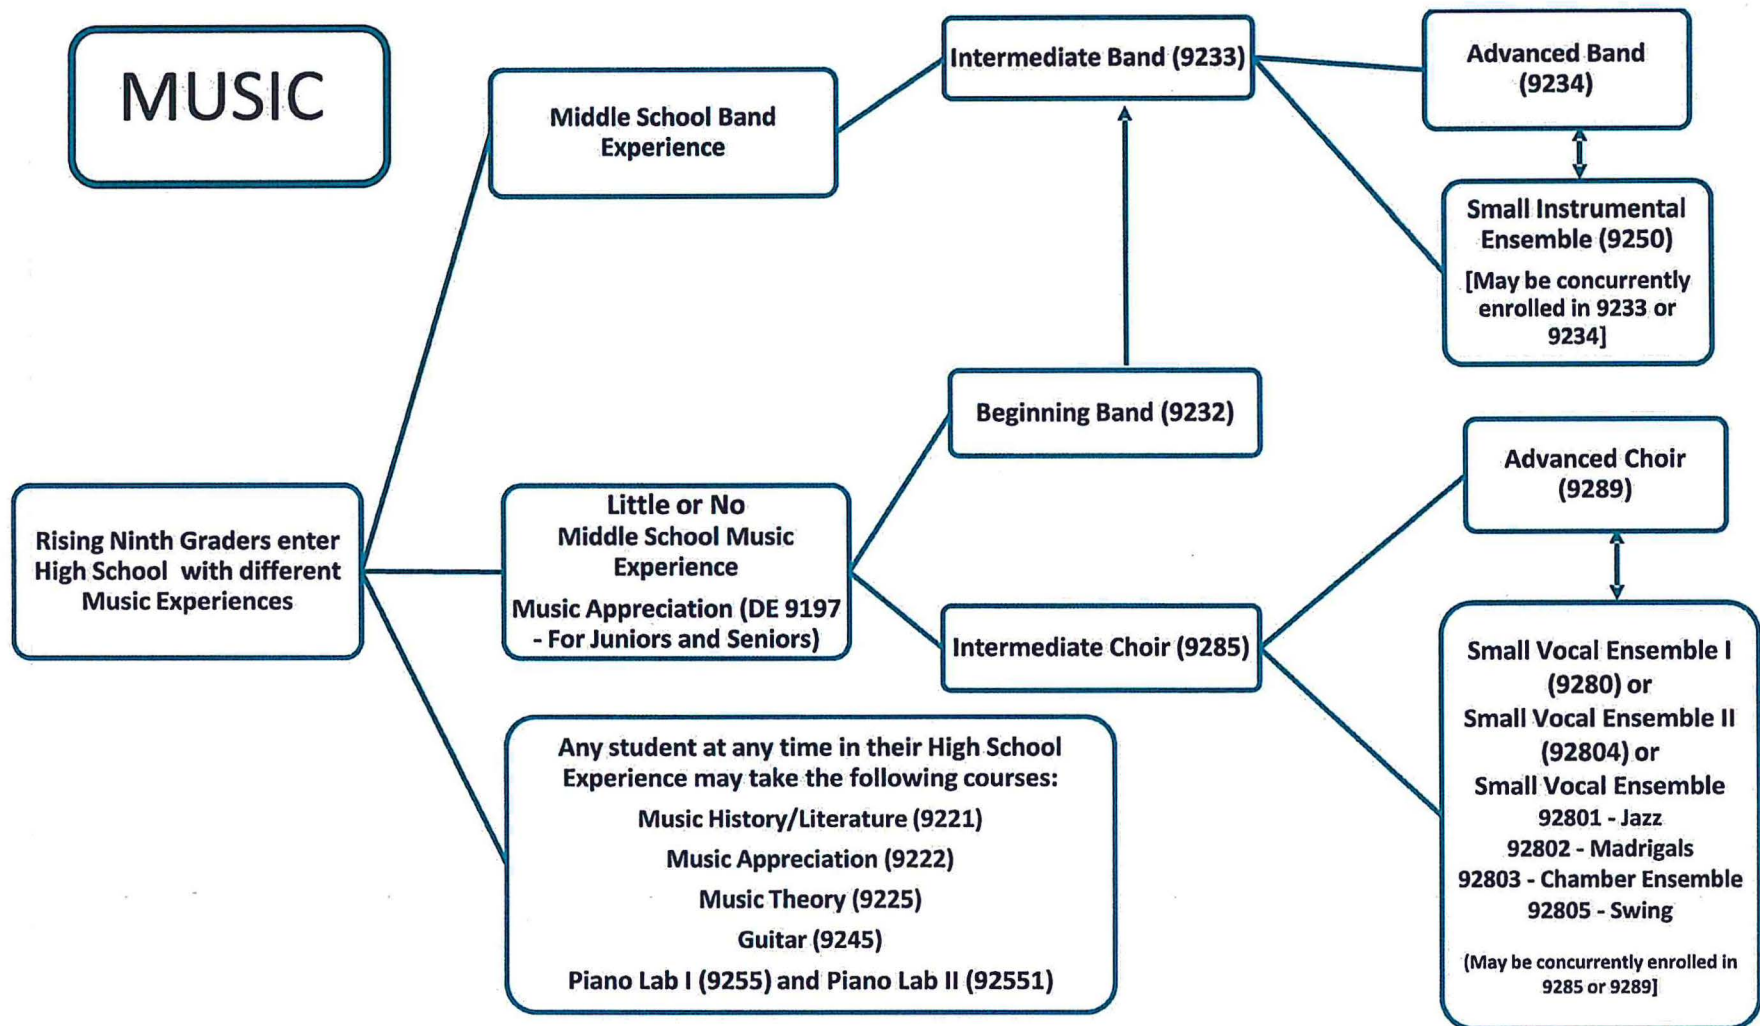 MUSIC
Rising Ninth Graders enter
High School with different
Music Experiences
Middle School Band
Experience
Little or No
Middle School Music
Experience
Music Appreciation (DE 9197
- For Juniors and Seniors)
Any student at any time in their High School
Experience may take the following courses:
Music History/Literature (9221)
Music Appreciation (9222)
Music Theory (9225)
Guitar (9245)
Piano Lab I (9255) and Piano Lab II (92551)
Intermediate Band (9233)
Beginning Band (9232)
Intermediate Choir (9285)
Advanced Band
(9234)
Small Instrumental
Ensemble (9250)
[May be concurrently
enrolled in 9233 or
9234]
Advanced Choir
(9289)
Small Vocal Ensemble I
(9280) or
Small Vocal Ensemble II
(92804) or
Small Vocal Ensemble
92801 - Jazz
92802 - Madrigals
92803 - Chamber Ensemble
92805 - Swing
(May be concurrently enrolled in
9285 or 9289]